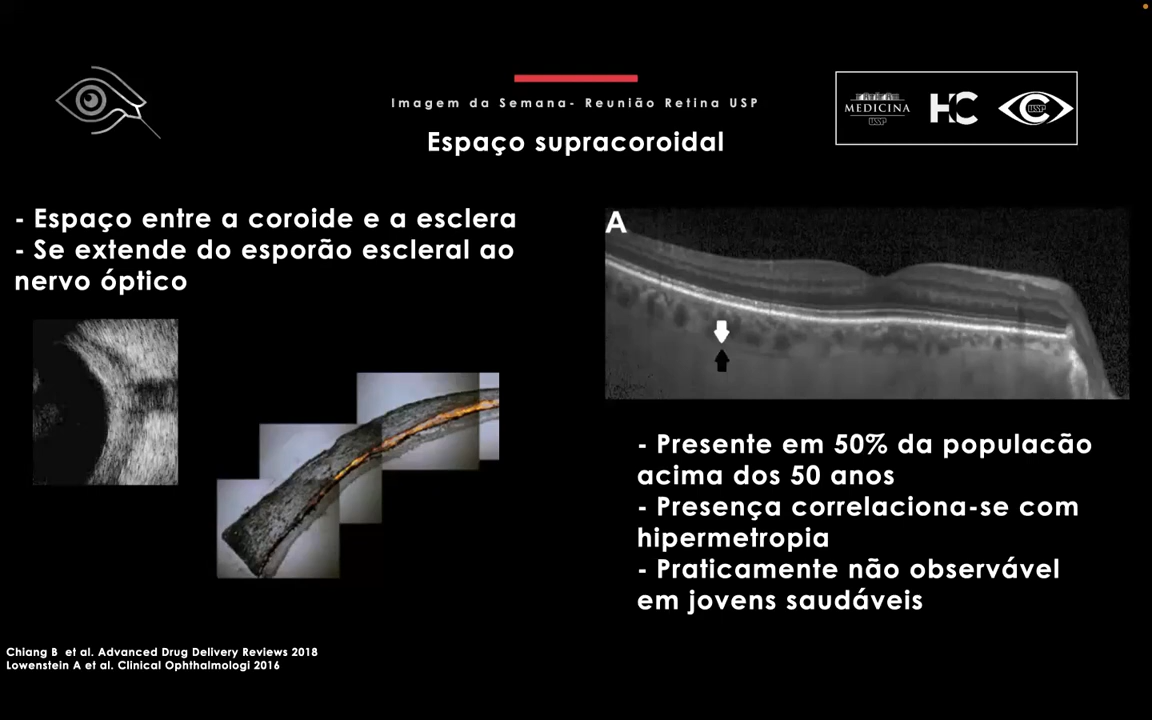 Imagem da Semana- Reunião Retina USP
Espaço supracoroidal
MEDICINA
USP
HC
USP
- Espaço entre a coroide e a esclera
- Se extende do esporão escleral ao
nervo óptico
A
- Presente em 50% da populacão
acima dos 50 anos
- Presença correlaciona-se com
hipermetropia
- Praticamente não observável
em jovens saudáveis
Chiang B et al. Advanced Drug Delivery Reviews 2018
Lowenstein A et al. Clinical Ophthalmologi 2016